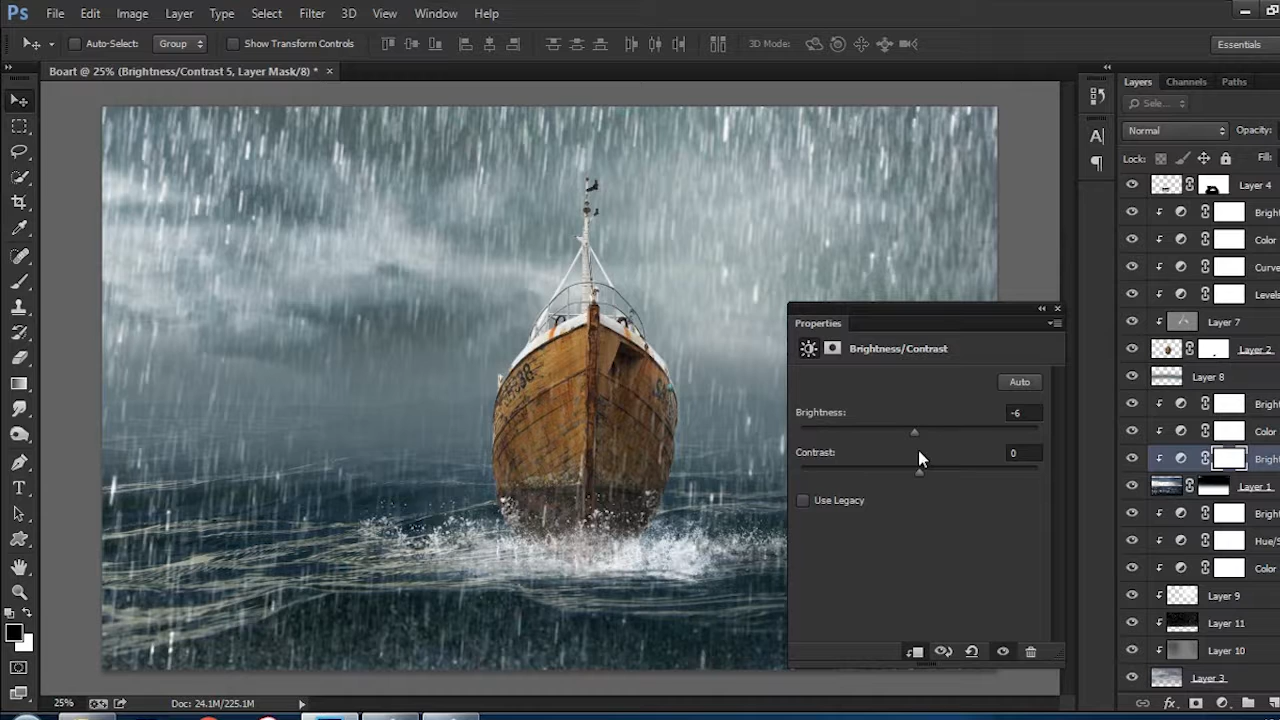 Ps File Edit Image Layer Type Select Filter 3D View Window Help
Auto-Select: Group Show Transform Controls 3D Mode: Essentials
Boart @ 25% (Brightness/Contrast 5, Layer Mask/8) * ×
Layers Channels Paths
Sele...
Normal Opacity:
Lock: Fill:
Layer 4
Bright
Color
Curve
Levels
Layer 7
Layer 2
Layer 8
Bright
Color
Bright
Layer 1
Bright
Hue/S
Color
Layer 9
Layer 11
Layer 10
Layer 3
Properties
Brightness/Contrast
Auto
Brightness: -6
Contrast: 0
Use Legacy
25% Doc: 24.1M/225.1M